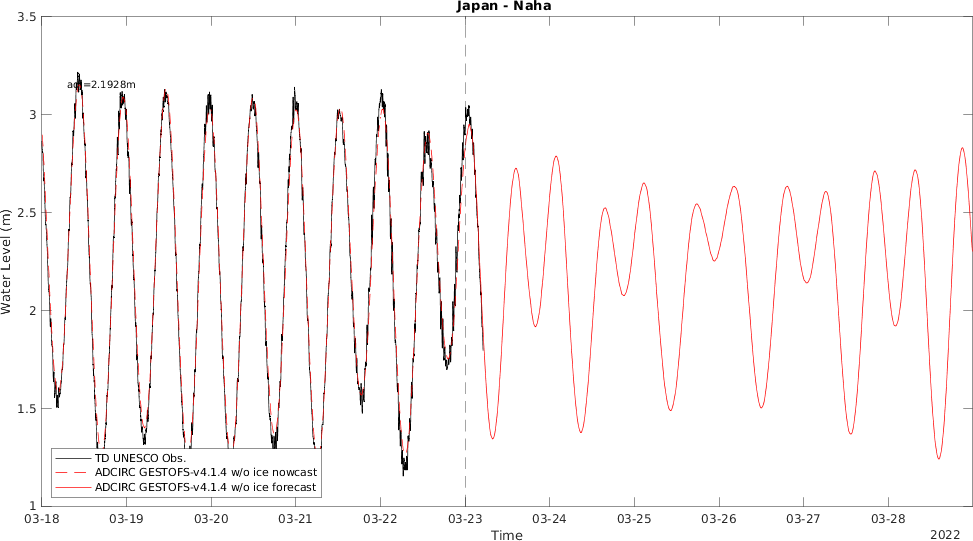 Japan - Naha
3.5
3
2.5
2
1.5
1
Water Level (m)
=2.1928m
TD UNESCO Obs.
ADCIRC GESTOFS-v4.1.4 w/o ice nowcast
ADCIRC GESTOFS-v4.1.4 w/o ice forecast
03-18 03-19 03-20 03-21 03-22 03-23 03-24 03-25 03-26 03-27 03-28
Time
2022